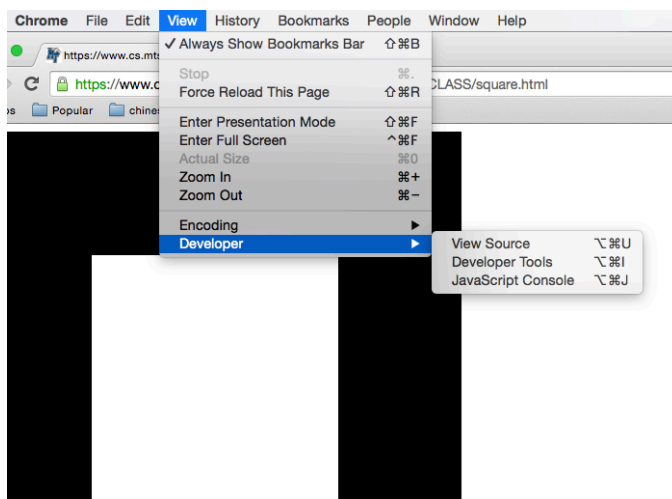 Chrome File Edit View History Bookmarks People Window Help
✓ Always Show Bookmarks Bar ⇧⌘B
https://www.cs.mts
Stop ⌘.
https://www.c CLASS/square.html
Force Reload This Page ⇧⌘R
Popular chine
Enter Presentation Mode ⇧⌘F
Enter Full Screen ^⌘F
Actual Size ⌘0
Zoom In ⌘+
Zoom Out ⌘−
Encoding ▶
Developer ▶
View Source ⌥⌘U
Developer Tools ⌥⌘I
JavaScript Console ⌥⌘J